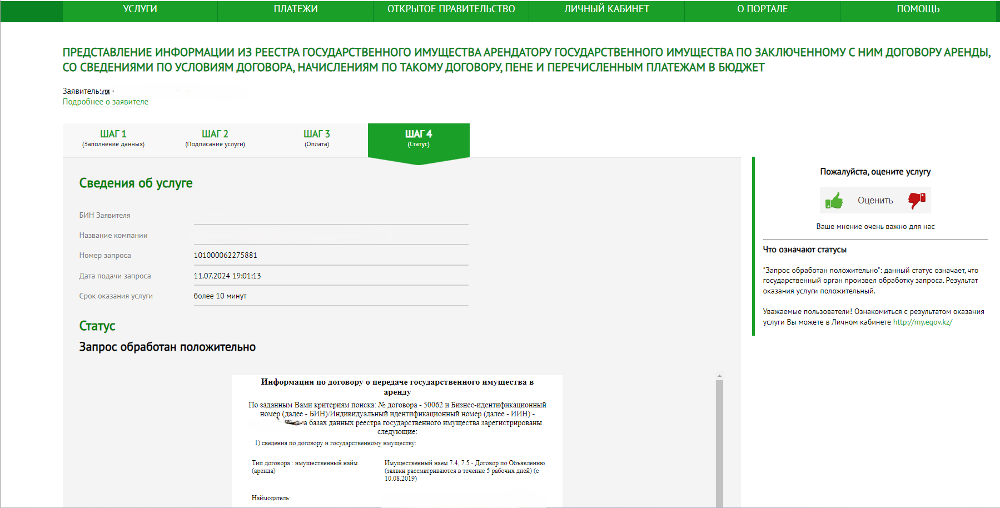 УСЛУГИ ПЛАТЕЖИ ОТКРЫТОЕ ПРАВИТЕЛЬСТВО ЛИЧНЫЙ КАБИНЕТ О ПОРТАЛЕ ПОМОЩЬ
ПРЕДСТАВЛЕНИЕ ИНФОРМАЦИИ ИЗ РЕЕСТРА ГОСУДАРСТВЕННОГО ИМУЩЕСТВА АРЕНДАТОРУ ГОСУДАРСТВЕННОГО ИМУЩЕСТВА ПО ЗАКЛЮЧЕННОМУ С НИМ ДОГОВОРУ АРЕНДЫ,
СО СВЕДЕНИЯМИ ПО УСЛОВИЯМ ДОГОВОРА, НАЧИСЛЕНИЯМ ПО ТАКОМУ ДОГОВОРУ, ПЕНЕ И ПЕРЕЧИСЛЕННЫМ ПЛАТЕЖАМ В БЮДЖЕТ
Заявитель:
Подробнее о заявителе
ШАГ 1
(Заполнение данных)
ШАГ 2
(Подписание услуги)
ШАГ 3
(Оплата)
ШАГ 4
(Статус)
Сведения об услуге
БИН Заявителя
Название компании
Номер запроса 101000062275881
Дата подачи запроса 11.07.2024 19:01:13
Срок оказания услуги более 10 минут
Статус
Запрос обработан положительно
Информация по договору о передаче государственного имущества в
аренду
По заданным Вами критериям поиска: № договора - 50062 и Бизнес-идентификационный
номер (далее - БИН)/Индивидуальный идентификационный номер (далее - ИИН) -
а базах данных реестра государственного имущества зарегистрированы
следующие:
1) сведения по договору и государственному имуществу:
Тип договора : имущественный найм
(аренда)
Имущественный наем 7.4, 7.5 - Договор по Объявлению
(заявки рассматриваются в течение 5 рабочих дней) (с
10.08.2019)
Наймодатель:
Пожалуйста, оцените услугу
Оценить
Ваше мнение очень важно для нас
Что означают статусы
"Запрос обработан положительно": данный статус означает, что
государственный орган произвел обработку запроса. Результат
оказания услуги положительный.
Уважаемые пользователи! Ознакомиться с результатом оказания
услуги Вы можете в Личном кабинете http://my.egov.kz/